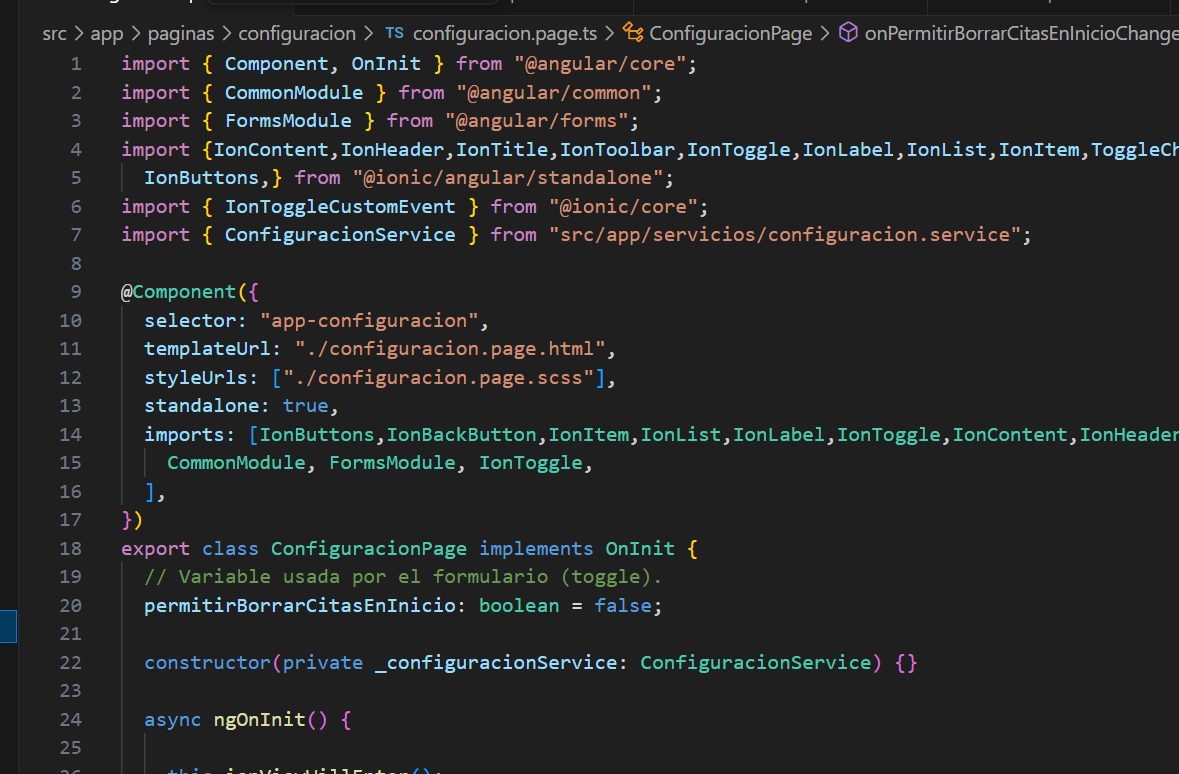 src > app > paginas > configuracion > TS configuracion.page.ts > ConfiguracionPage > onPermitirBorrarCitasEnInicioChange
1 import { Component, OnInit } from "@angular/core";
2 import { CommonModule } from "@angular/common";
3 import { FormsModule } from "@angular/forms";
4 import {IonContent,IonHeader,IonTitle,IonToolbar,IonToggle,IonLabel,IonList,IonItem,ToggleCh
5 IonButtons,} from "@ionic/angular/standalone";
6 import { IonToggleCustomEvent } from "@ionic/core";
7 import { ConfiguracionService } from "src/app/servicios/configuracion.service";
8
9 @Component({
10 selector: "app-configuracion",
11 templateUrl: "./configuracion.page.html",
12 styleUrls: ["./configuracion.page.scss"],
13 standalone: true,
14 imports: [IonButtons,IonBackButton,IonItem,IonList,IonLabel,IonToggle,IonContent,IonHeader
15 CommonModule, FormsModule, IonToggle,
16 ],
17 })
18 export class ConfiguracionPage implements OnInit {
19 // Variable usada por el formulario (toggle).
20 permitirBorrarCitasEnInicio: boolean = false;
21
22 constructor(private _configuracionService: ConfiguracionService) {}
23
24 async ngOnInit() {
25
26 this.ionViewWillEnter();